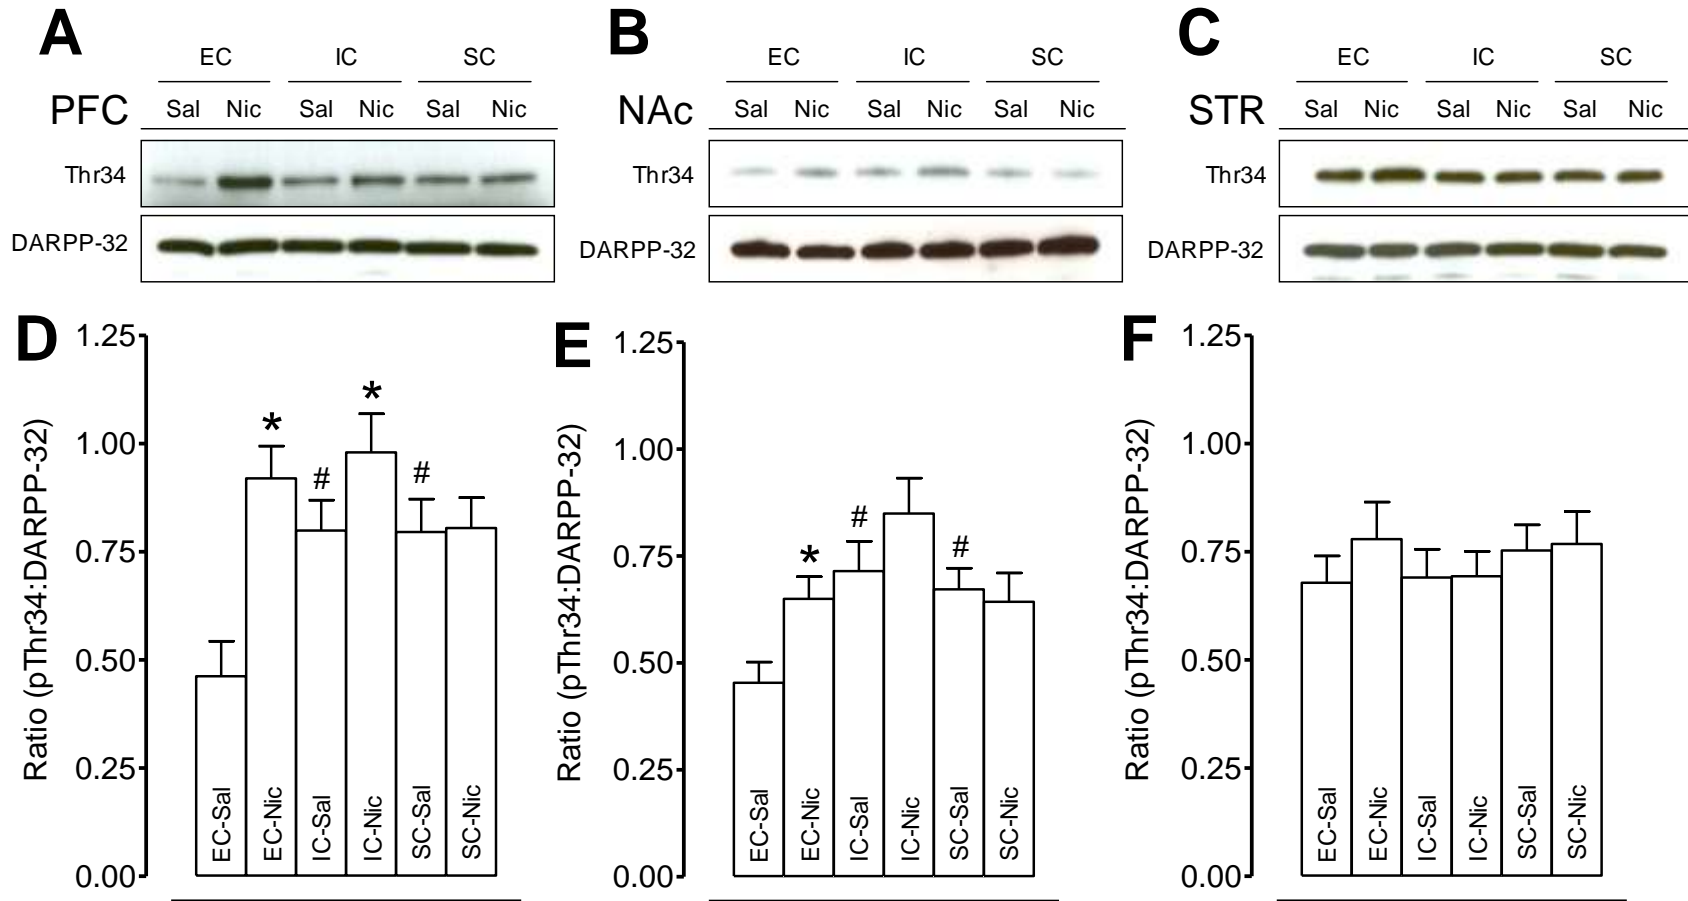 A
EC IC SC
PFC Sal Nic Sal Nic Sal Nic
Thr34
DARPP-32
B
EC IC SC
NAc Sal Nic Sal Nic Sal Nic
Thr34
DARPP-32
C
EC IC SC
STR Sal Nic Sal Nic Sal Nic
Thr34
DARPP-32
D
Ratio (pThr34:DARPP-32)
1.25
1.00
0.75
0.50
0.25
0.00
* # * #
EC-Sal
EC-Nic
IC-Sal
IC-Nic
SC-Sal
SC-Nic
E
Ratio (pThr34:DARPP-32)
1.25
1.00
0.75
0.50
0.25
0.00
* # #
EC-Sal
EC-Nic
IC-Sal
IC-Nic
SC-Sal
SC-Nic
F
Ratio (pThr34:DARPP-32)
1.25
1.00
0.75
0.50
0.25
0.00
EC-Sal
EC-Nic
IC-Sal
IC-Nic
SC-Sal
SC-Nic